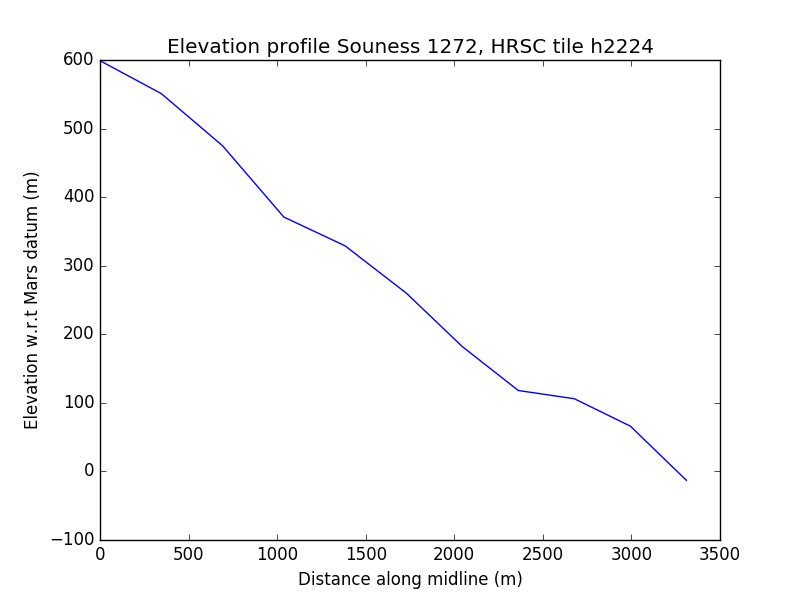 Elevation profile Souness 1272, HRSC tile h2224
600
500
400
300
200
100
0
−100
Elevation w.r.t Mars datum (m)
0 500 1000 1500 2000 2500 3000 3500
Distance along midline (m)